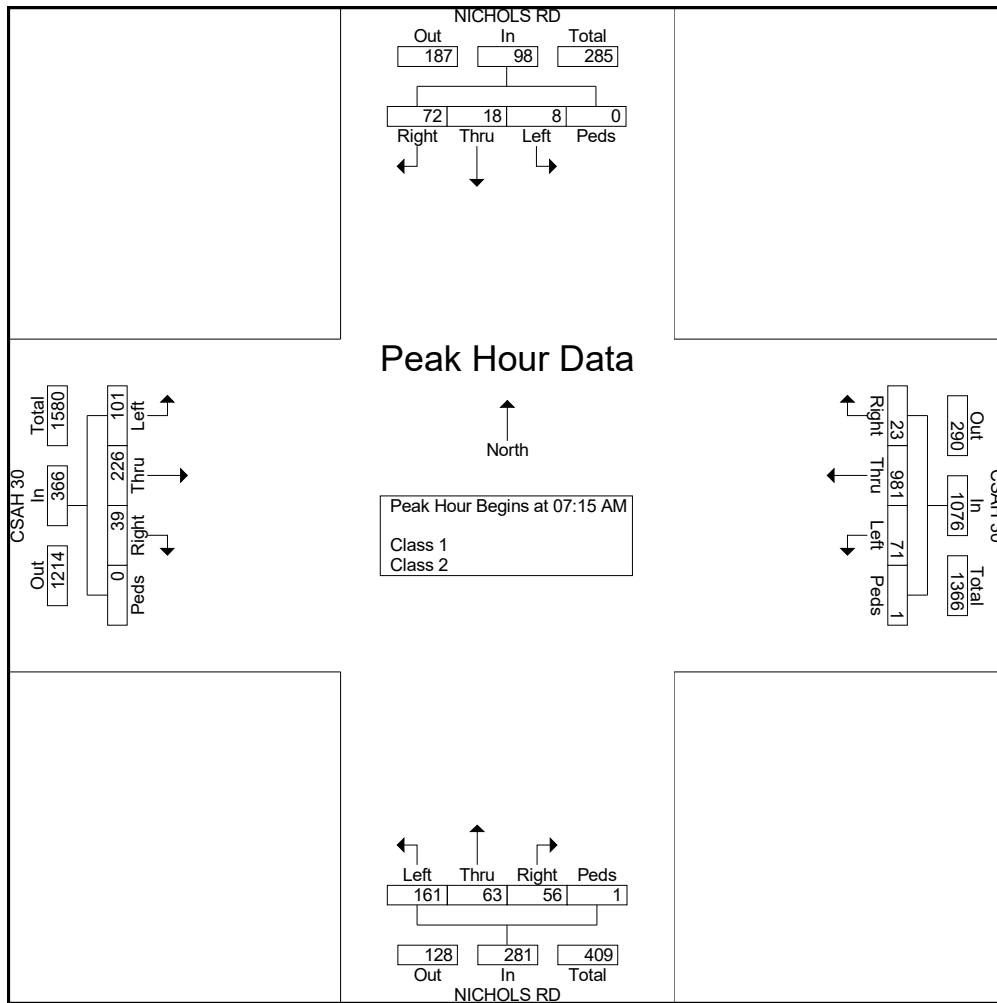 NICHOLS RD
Out In Total
187 98 285
72 18 8 0
Right Thru Left Peds
Peak Hour Data
North
Peak Hour Begins at 07:15 AM
Class 1
Class 2
CSAH 30
Total In Out
1580 366 1214
101 226 39 0
Left Thru Right Peds
Right Thru Left Peds
23 981 71 1
Out In Total
290 1076 1366
CSAH 30
Left Thru Right Peds
161 63 56 1
128 281 409
Out In Total
NICHOLS RD